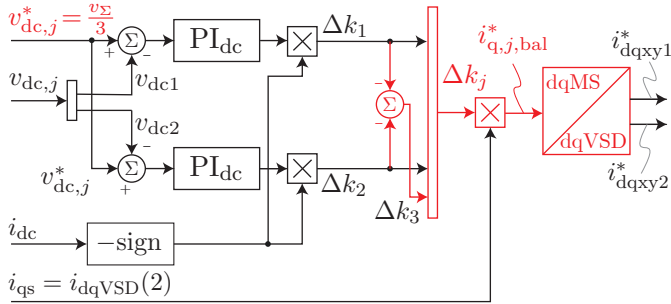 v*dc,j = vΣ/3
+ Σ -
PIdc
×
Δk1
i*q,j,bal
i*dqxy1
vdc,j
vdc1
-
Σ
-
Δkj
×
dqMS
dqVSD
vdc2
v*dc,j
-
Σ
+
PIdc
×
Δk2
Δk3
i*dqxy2
idc
−sign
iqs = idqVSD(2)